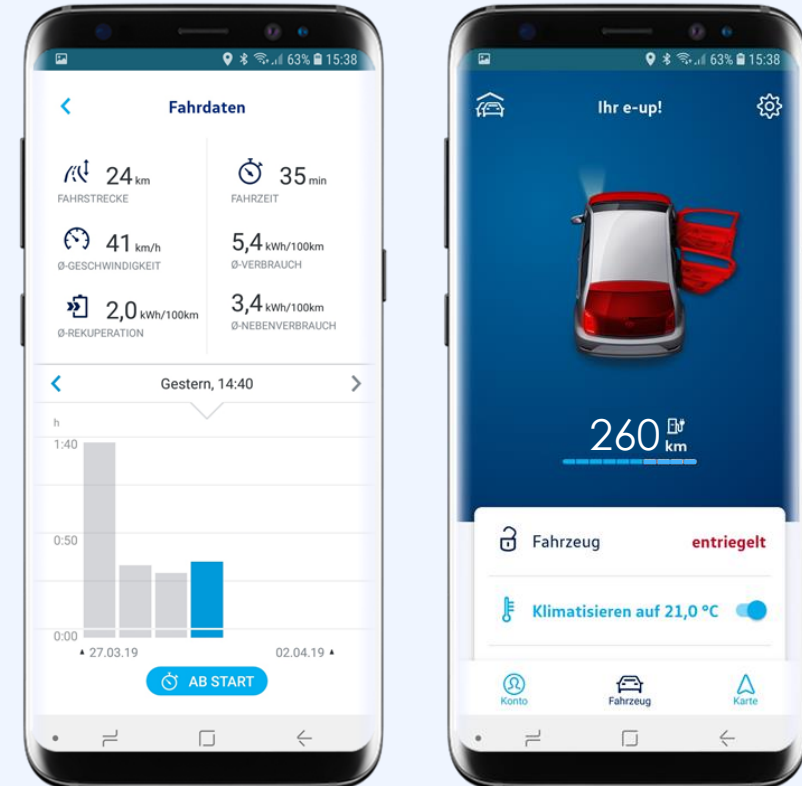 63% 15:38
Fahrdaten
24 km
FAHRSTRECKE
35 min
FAHRZEIT
41 km/h
Ø-GESCHWINDIGKEIT
5,4 kWh/100km
Ø-VERBRAUCH
2,0 kWh/100km
Ø-REKUPERATION
3,4 kWh/100km
Ø-NEBENVERBRAUCH
Gestern, 14:40
h
1:40
0:50
0:00
27.03.19
02.04.19
AB START
63% 15:38
Ihr e-up!
260 km
Fahrzeug entriegelt
Klimatisieren auf 21,0 °C
Konto
Fahrzeug
Karte